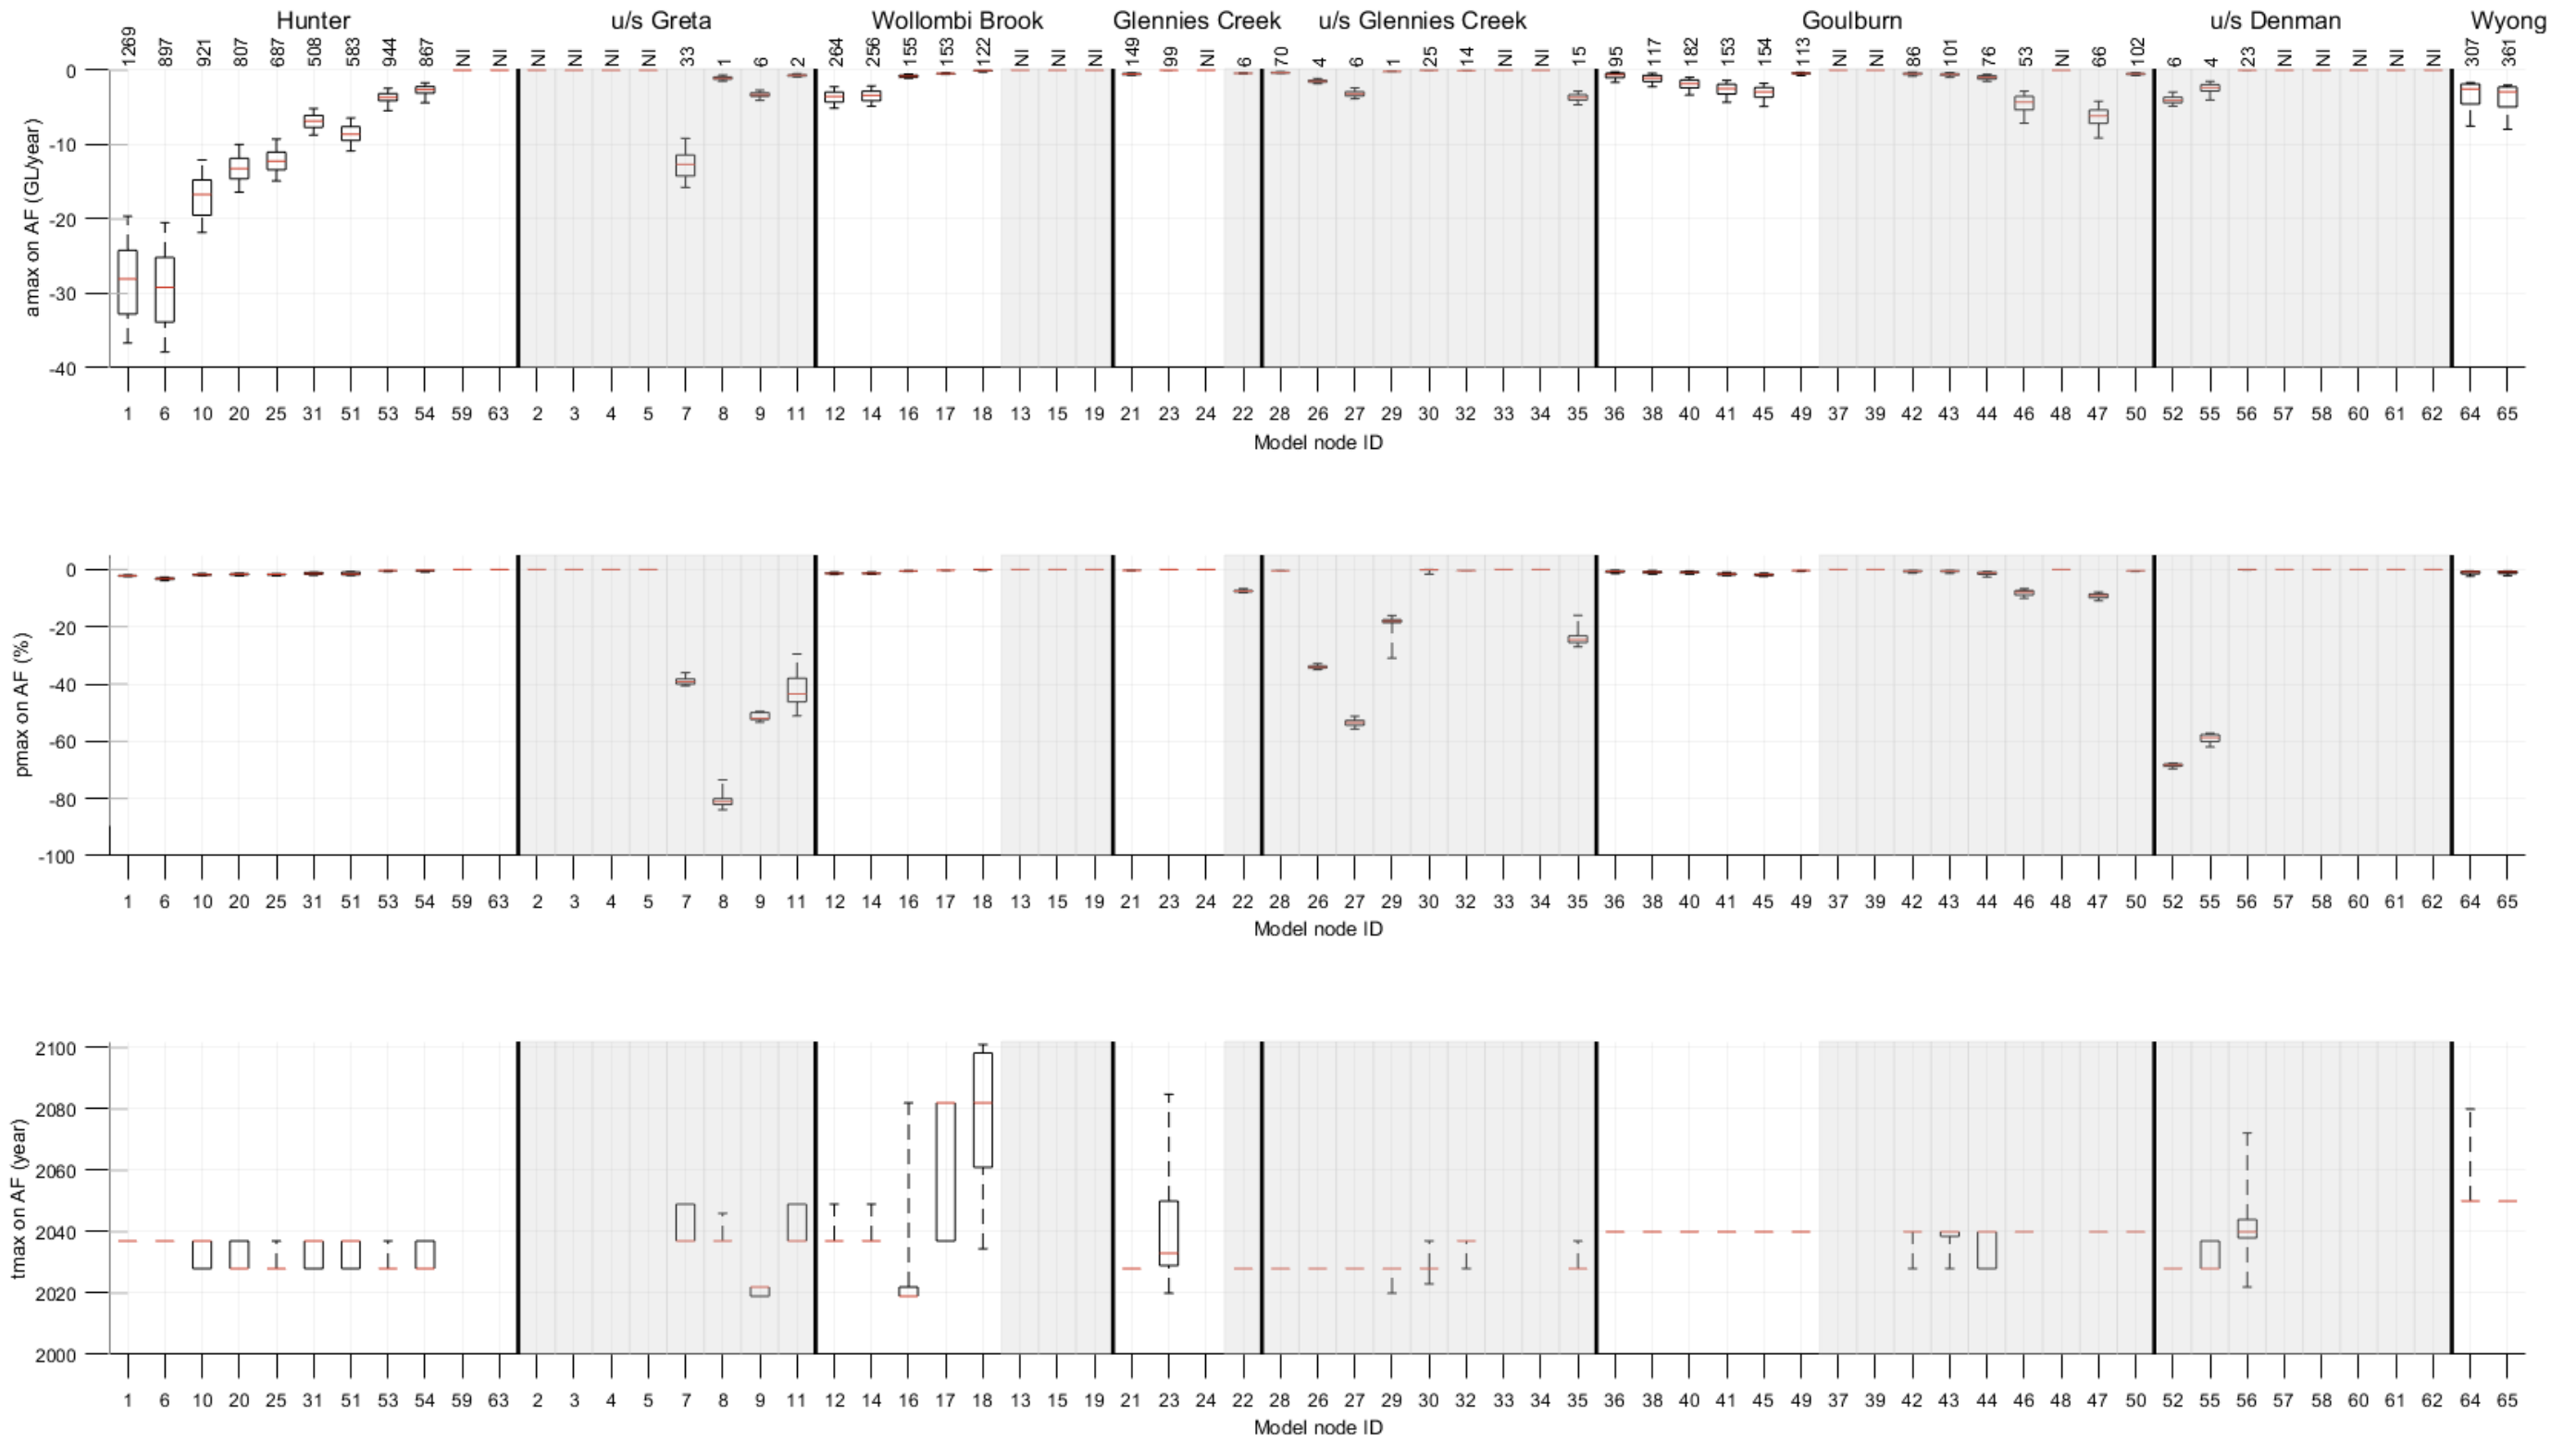 Hunter u/s Greta Wollombi Brook Glennies Creek u/s Glennies Creek Goulburn u/s Denman Wyong
1269 897 921 807 687 508 583 944 867 NI NI NI NI NI NI 33 1 6 2 264 256 155 153 122 NI NI NI 149 99 NI 6 70 4 6 1 25 14 NI NI 15 95 117 182 153 154 113 NI NI 86 101 76 53 NI 66 102 6 4 23 NI NI NI NI NI 307 361
amax on AF (GL/year)
0
-10
-20
-30
-40
1 6 10 20 25 31 51 53 54 59 63 2 3 4 5 7 8 9 11 12 14 16 17 18 13 15 19 21 23 24 22 28 26 27 29 30 32 33 34 35 36 38 40 41 45 49 37 39 42 43 44 46 48 47 50 52 55 56 57 58 60 61 62 64 65
Model node ID
pmax on AF (%)
0
-20
-40
-60
-80
-100
1 6 10 20 25 31 51 53 54 59 63 2 3 4 5 7 8 9 11 12 14 16 17 18 13 15 19 21 23 24 22 28 26 27 29 30 32 33 34 35 36 38 40 41 45 49 37 39 42 43 44 46 48 47 50 52 55 56 57 58 60 61 62 64 65
Model node ID
tmax on AF (year)
2100
2080
2060
2040
2020
2000
1 6 10 20 25 31 51 53 54 59 63 2 3 4 5 7 8 9 11 12 14 16 17 18 13 15 19 21 23 24 22 28 26 27 29 30 32 33 34 35 36 38 40 41 45 49 37 39 42 43 44 46 48 47 50 52 55 56 57 58 60 61 62 64 65
Model node ID